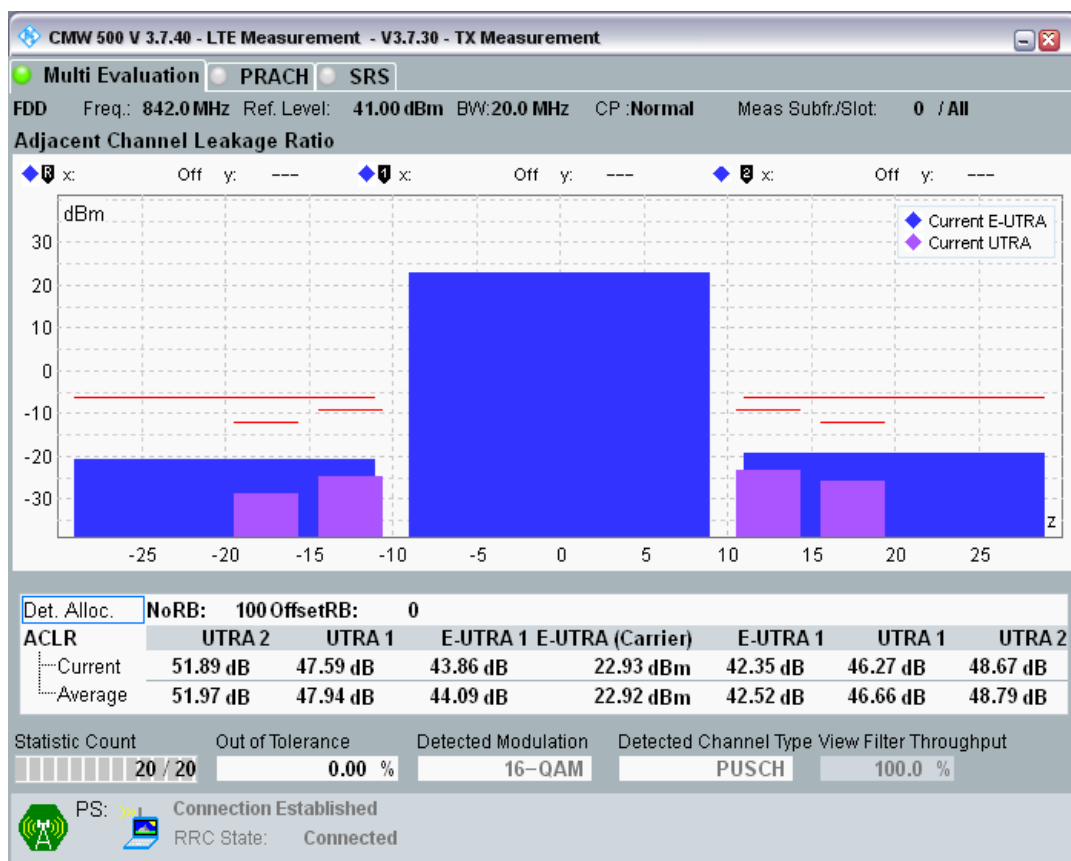 CMW 500 V 3.7.40 - LTE Measurement - V3.7.30 - TX Measurement
Multi Evaluation PRACH SRS
FDD Freq.: 842.0 MHz Ref. Level: 41.00 dBm BW:20.0 MHz CP :Normal Meas Subfr./Slot: 0 / All
Adjacent Channel Leakage Ratio
R x: Off y: --- 1 x: Off y: --- 2 x: Off y: ---
dBm
Current E-UTRA
Current UTRA
30
20
10
0
-10
-20
-30
z
-25 -20 -15 -10 -5 0 5 10 15 20 25
Det. Alloc. NoRB: 100 OffsetRB: 0
ACLR UTRA 2 UTRA 1 E-UTRA 1 E-UTRA (Carrier) E-UTRA 1 UTRA 1 UTRA 2
Current 51.89 dB 47.59 dB 43.86 dB 22.93 dBm 42.35 dB 46.27 dB 48.67 dB
Average 51.97 dB 47.94 dB 44.09 dB 22.92 dBm 42.52 dB 46.66 dB 48.79 dB
Statistic Count Out of Tolerance Detected Modulation Detected Channel Type View Filter Throughput
20 / 20 0.00 % 16-QAM PUSCH 100.0 %
PS: Connection Established
RRC State: Connected